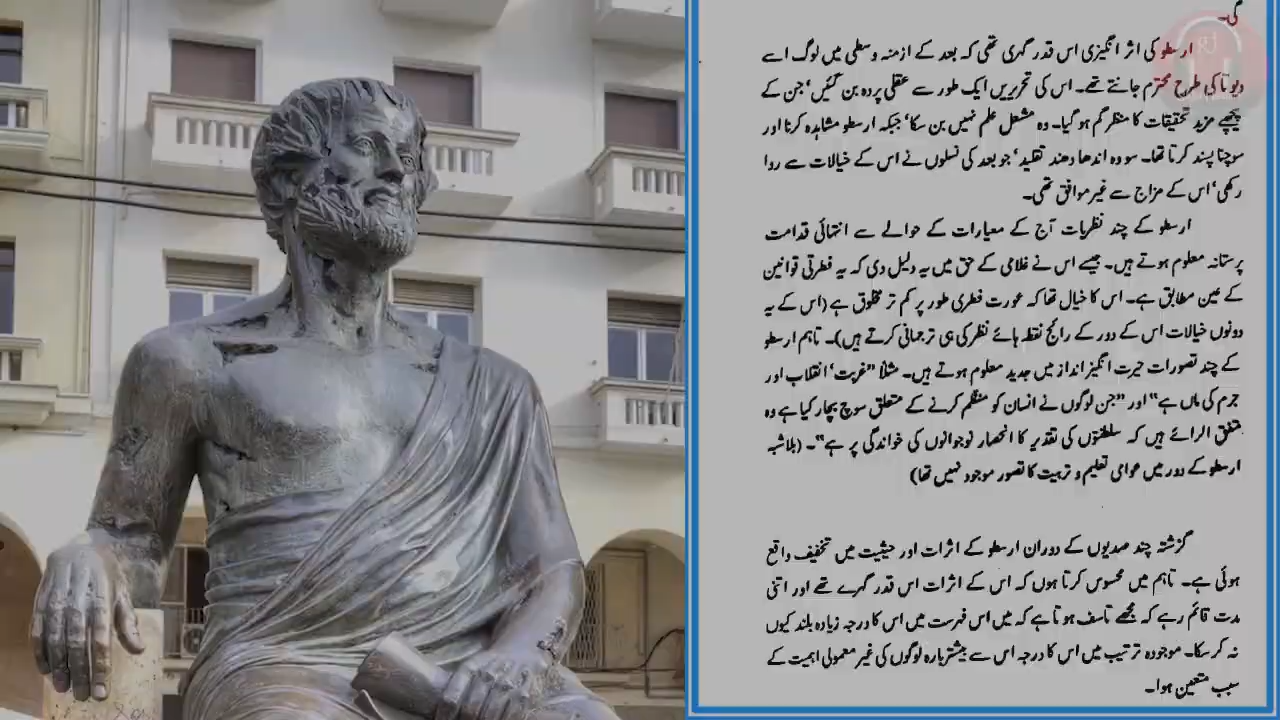 گی۔
ارسطو کی اثر انگیزی اس قدر گہری تھی کہ بعد کے ازمنہ وسطی میں لوگ اسے
دیوتا کی طرح محترم جانتے تھے۔ اس کی تحریریں ایک طور سے عقلی پردہ بن گئیں' جن کے
پیچھے مزید تحقیقات کا منظر گم ہو گیا۔ وہ مشعل علم نہیں بن سکا' جبکہ ارسطو مشاہدہ کرنا اور
سوچنا پسند کرتا تھا۔ سو وہ اندھا دھند تقلید' جو بعد کی نسلوں نے اس کے خیالات سے روا
رکھی' اس کے مزاج سے غیر موافق تھی۔
ارسطو کے چند نظریات آج کے معیارات کے حوالے سے انتہائی قدامت
پرستانہ معلوم ہوتے ہیں۔ جیسے اس نے غلامی کے حق میں یہ دلیل دی کہ یہ فطرتی قوانین
کے عین مطابق ہے۔ اس کا خیال تھا کہ عورت فطری طور پر کم تر مخلوق ہے (اس کے یہ
دونوں خیالات اس کے دور کے رائج نقطہ ہائے نظر کی ہی ترجمانی کرتے ہیں)۔ تاہم ارسطو
کے چند تصورات حیرت انگیز انداز میں جدید معلوم ہوتے ہیں۔ مثلاً "غربت' انقلاب اور
جرم کی ماں ہے" اور "جن لوگوں نے انسان کو منظم کرنے کے متعلق سوچ بچار کیا ہے وہ
متفق الرائے ہیں کہ سلطنتوں کی تقدیر کا انحصار نوجوانوں کی خواندگی پر ہے"۔ (بلاشبہ
ارسطو کے دور میں عوامی تعلیم و تربیت کا تصور موجود نہیں تھا)
گزشتہ چند صدیوں کے دوران ارسطو کے اثرات اور حیثیت میں تخفیف واقع
ہوئی ہے۔ تاہم میں محسوس کرتا ہوں کہ اس کے اثرات اس قدر گہرے تھے اور اتنی
مدت قائم رہے کہ مجھے تاسف ہوتا ہے کہ میں اس فہرست میں اس کا درجہ زیادہ بلند کیوں
نہ کر سکا۔ موجودہ ترتیب میں اس کا درجہ اس سے پیشتر بارہ لوگوں کی غیر معمولی اہمیت کے
سبب متعین ہوا۔